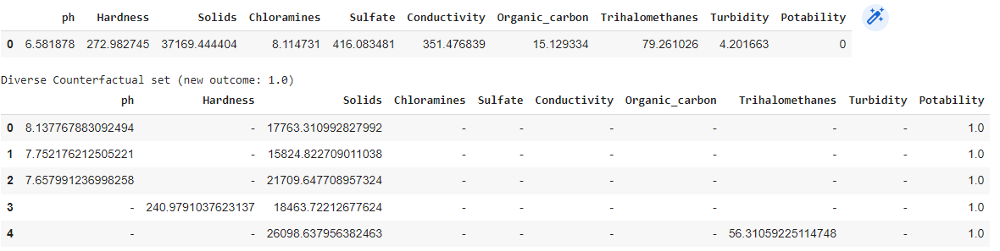 ph Hardness Solids Chloramines Sulfate Conductivity Organic_carbon Trihalomethanes Turbidity Potability
0 6.581878 272.982745 37169.444404 8.114731 416.083481 351.476839 15.129334 79.261026 4.201663 0
Diverse Counterfactual set (new outcome: 1.0)
ph Hardness Solids Chloramines Sulfate Conductivity Organic_carbon Trihalomethanes Turbidity Potability
0 8.137767883092494 - 17763.310992827992 - - - - - - 1.0
1 7.752176212505221 - 15824.822709011038 - - - - - - 1.0
2 7.657991236998258 - 21709.647708957324 - - - - - - 1.0
3 - 240.9791037623137 18463.72212677624 - - - - - - 1.0
4 - - 26098.637956382463 - - - - 56.31059225114748 - 1.0